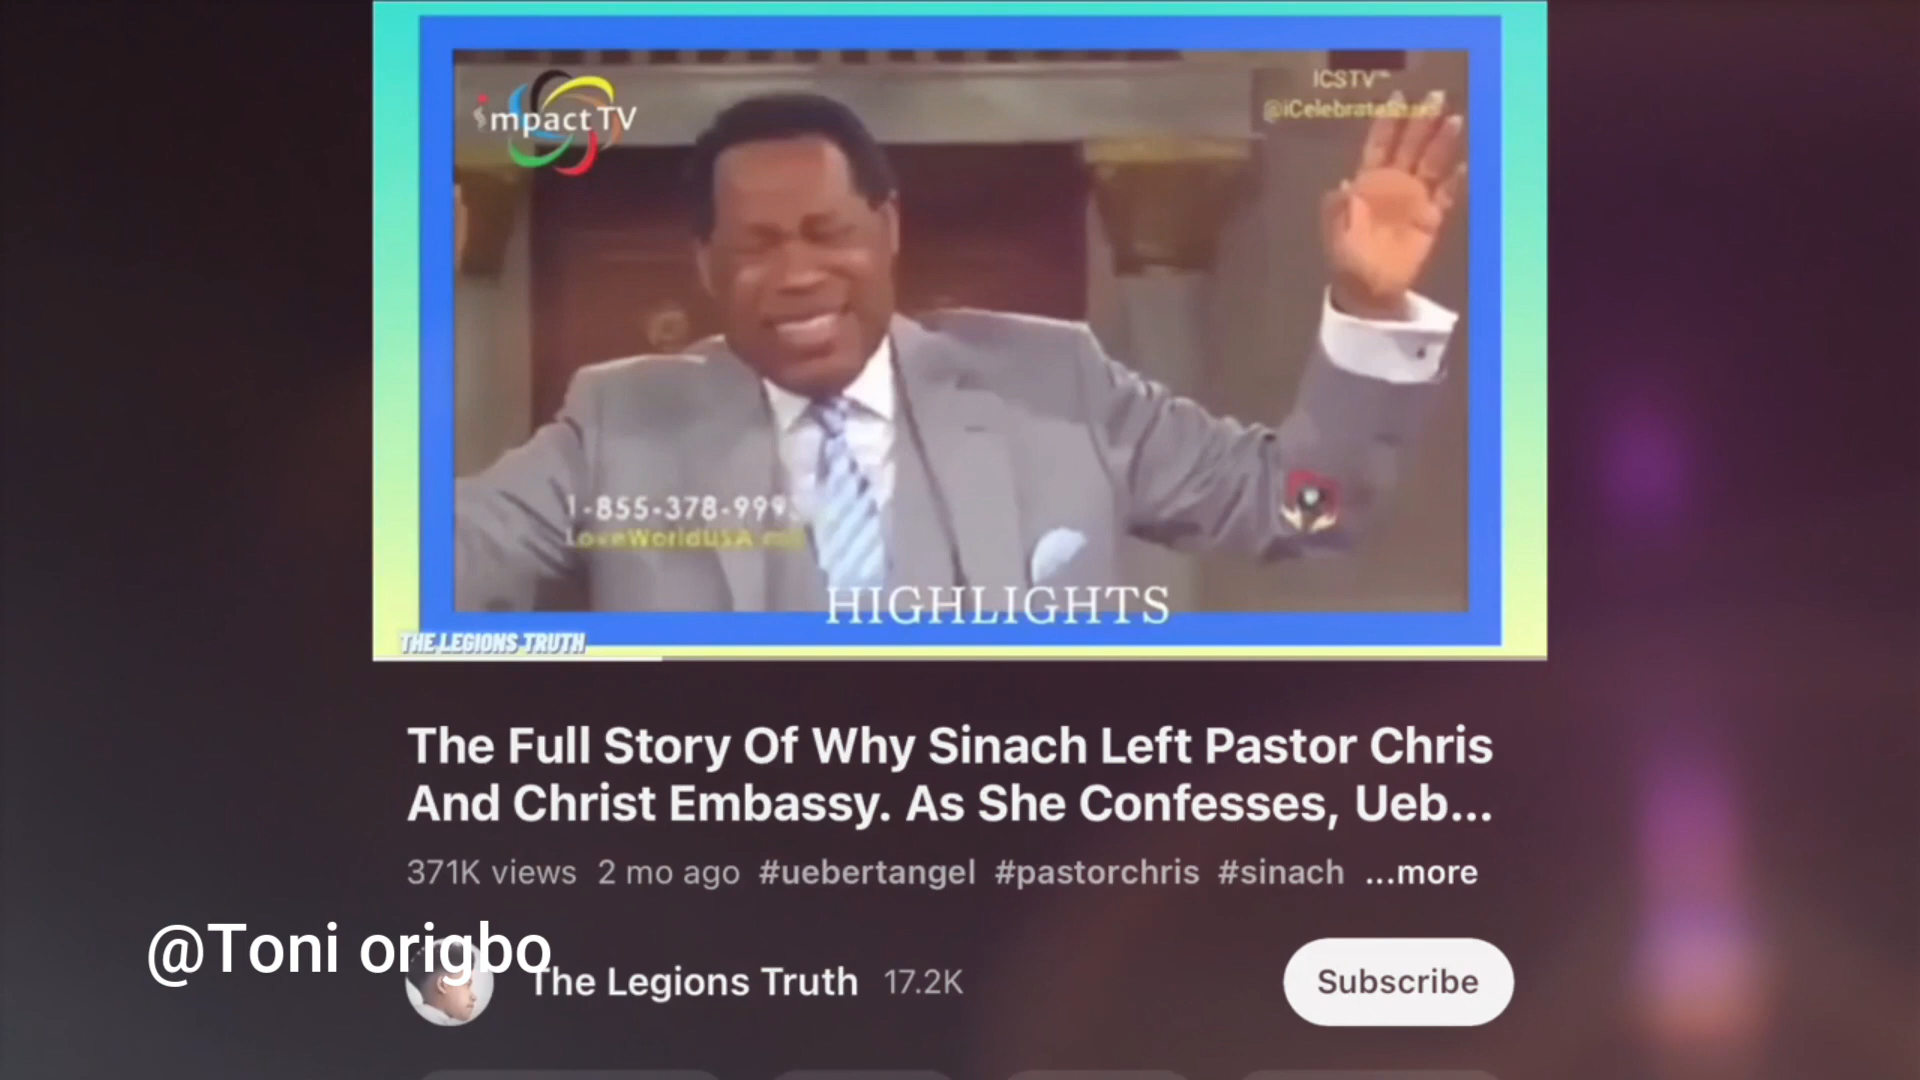 impact TV
ICSTV
1-855-378-999
HIGHLIGHTS
THE LEGIONS TRUTH
The Full Story Of Why Sinach Left Pastor Chris
And Christ Embassy. As She Confesses, Ueb...
371K views 2 mo ago #uebertangel #pastorchris #sinach ...more
@Toni origbo
The Legions Truth 17.2K
Subscribe